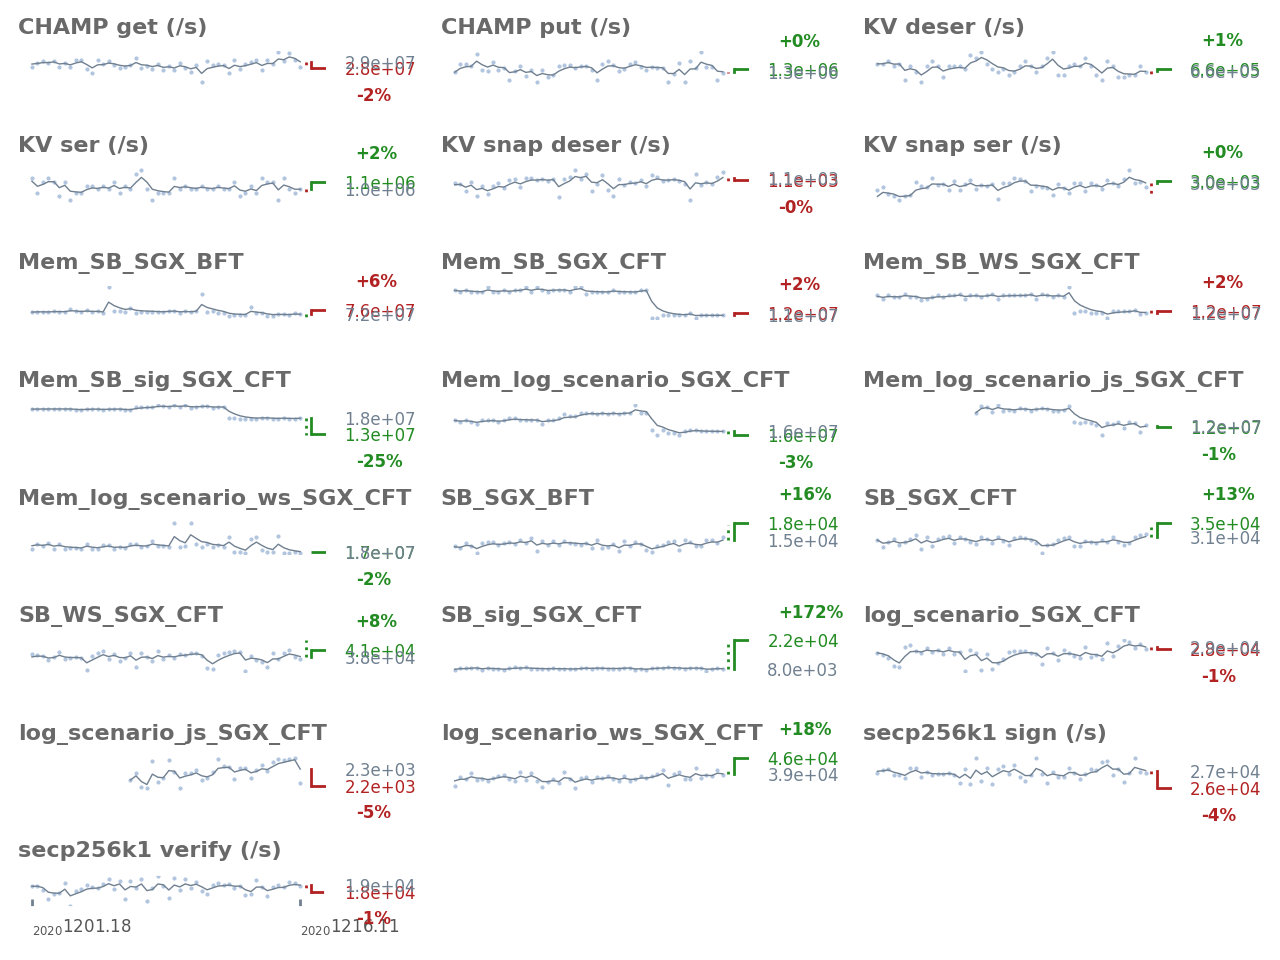 CHAMP get (/s)
2.9e+07
2.8e+07
-2%
CHAMP put (/s)
+0%
1.3e+06
1.3e+06
KV deser (/s)
+1%
6.6e+05
6.6e+05
KV ser (/s)
+2%
1.1e+06
1.0e+06
KV snap deser (/s)
1.1e+03
1.1e+03
-0%
KV snap ser (/s)
+0%
3.0e+03
3.0e+03
Mem_SB_SGX_BFT
+6%
7.6e+07
7.2e+07
Mem_SB_SGX_CFT
+2%
1.2e+07
1.2e+07
Mem_SB_WS_SGX_CFT
+2%
1.2e+07
1.2e+07
Mem_SB_sig_SGX_CFT
1.8e+07
1.3e+07
-25%
Mem_log_scenario_SGX_CFT
1.6e+07
1.6e+07
-3%
Mem_log_scenario_js_SGX_CFT
1.2e+07
1.2e+07
-1%
Mem_log_scenario_ws_SGX_CFT
1.7e+07
-2%
SB_SGX_BFT
+16%
1.8e+04
1.5e+04
SB_SGX_CFT
+13%
3.5e+04
3.1e+04
SB_WS_SGX_CFT
+8%
4.1e+04
3.8e+04
SB_sig_SGX_CFT
+172%
2.2e+04
8.0e+03
log_scenario_SGX_CFT
2.8e+04
-1%
log_scenario_js_SGX_CFT
2.3e+03
2.2e+03
-5%
log_scenario_ws_SGX_CFT
+18%
4.6e+04
3.9e+04
secp256k1 sign (/s)
2.7e+04
2.6e+04
-4%
secp256k1 verify (/s)
1.9e+04
1.8e+04
-1%
2020 1201.18
2020 1216.11